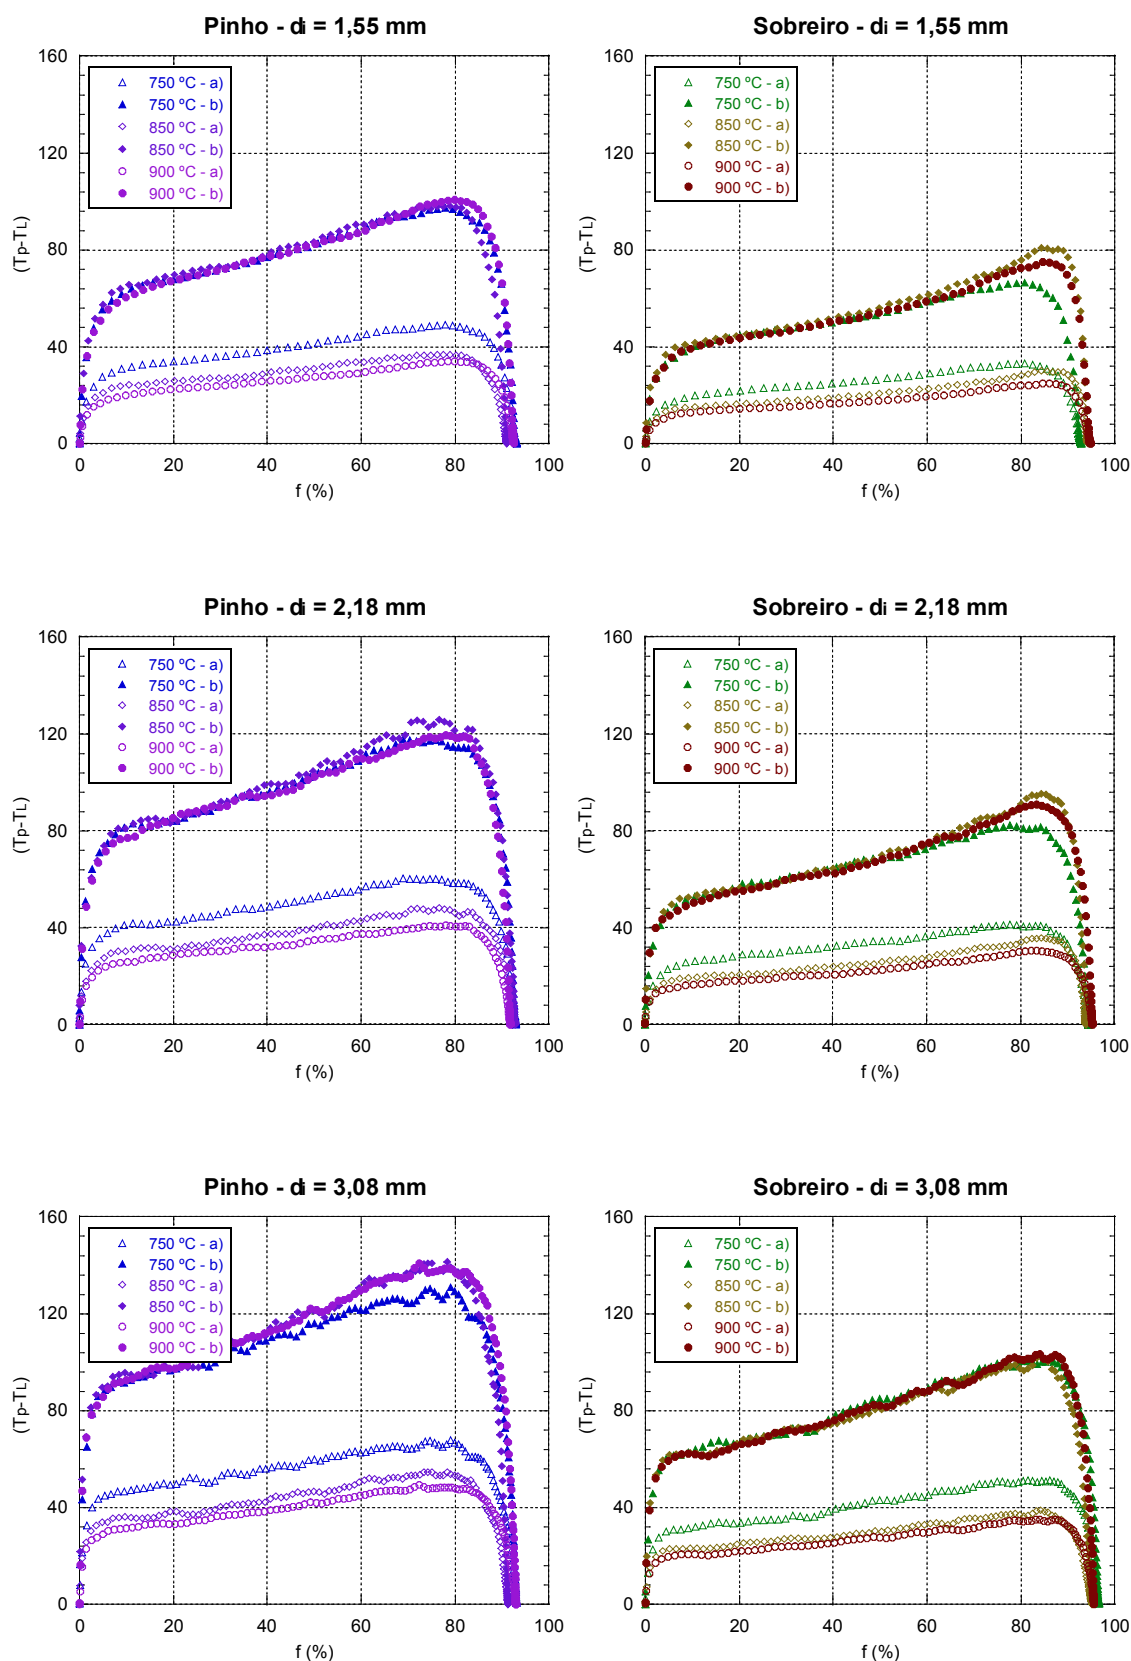 Pinho - di = 1,55 mm
160
120
80
40
0
(Tp-TL)
750 ºC - a)
750 ºC - b)
850 ºC - a)
850 ºC - b)
900 ºC - a)
900 ºC - b)
0 20 40 60 80 100
f (%)
Sobreiro - di = 1,55 mm
160
120
80
40
0
(Tp-TL)
750 ºC - a)
750 ºC - b)
850 ºC - a)
850 ºC - b)
900 ºC - a)
900 ºC - b)
0 20 40 60 80 100
f (%)
Pinho - di = 2,18 mm
160
120
80
40
0
(Tp-TL)
750 ºC - a)
750 ºC - b)
850 ºC - a)
850 ºC - b)
900 ºC - a)
900 ºC - b)
0 20 40 60 80 100
f (%)
Sobreiro - di = 2,18 mm
160
120
80
40
0
(Tp-TL)
750 ºC - a)
750 ºC - b)
850 ºC - a)
850 ºC - b)
900 ºC - a)
900 ºC - b)
0 20 40 60 80 100
f (%)
Pinho - di = 3,08 mm
160
120
80
40
0
(Tp-TL)
750 ºC - a)
750 ºC - b)
850 ºC - a)
850 ºC - b)
900 ºC - a)
900 ºC - b)
0 20 40 60 80 100
f (%)
Sobreiro - di = 3,08 mm
160
120
80
40
0
(Tp-TL)
750 ºC - a)
750 ºC - b)
850 ºC - a)
850 ºC - b)
900 ºC - a)
900 ºC - b)
0 20 40 60 80 100
f (%)